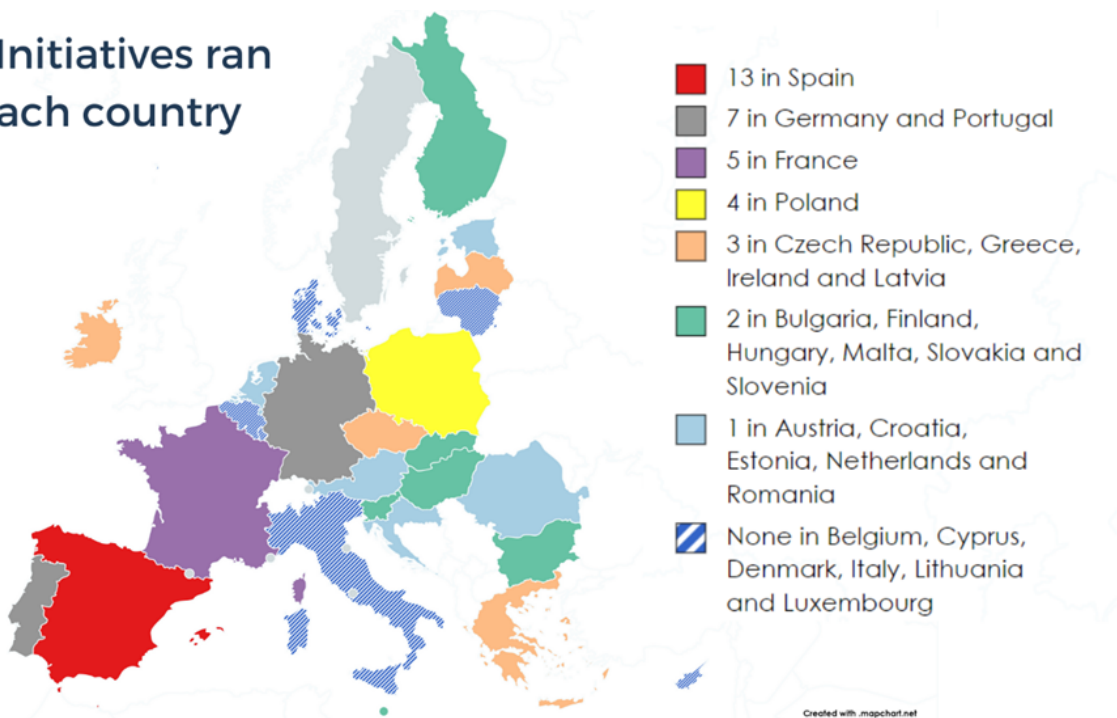 Initiatives ran
ach country
13 in Spain
7 in Germany and Portugal
5 in France
4 in Poland
3 in Czech Republic, Greece,
Ireland and Latvia
2 in Bulgaria, Finland,
Hungary, Malta, Slovakia and
Slovenia
1 in Austria, Croatia,
Estonia, Netherlands and
Romania
None in Belgium, Cyprus,
Denmark, Italy, Lithuania
and Luxembourg
Created with .mapchart.net